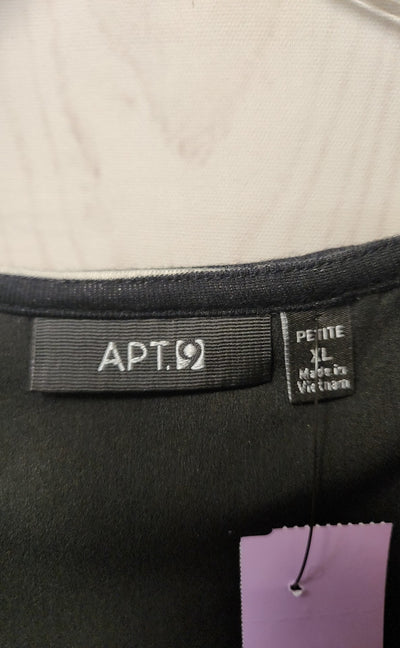 APT.9
PETITE
XL
Made in
Vietnam